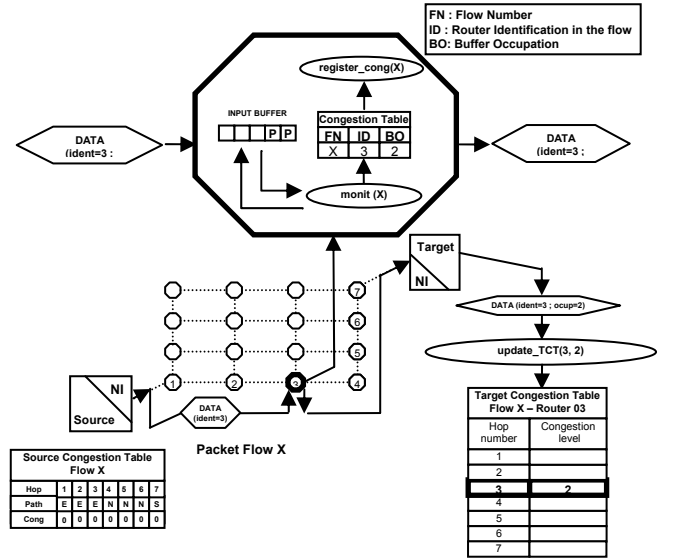 FN : Flow Number
ID : Router Identification in the flow
BO: Buffer Occupation
register_cong(X)
INPUT BUFFER
P P
Congestion Table
FN ID BO
X 3 2
monit (X)
DATA
(ident=3 :
DATA
(ident=3 ;
Target
NI
7
6
5
1 2 3 4
DATA (ident=3 ; ocup=2)
update_TCT(3, 2)
NI
Source
DATA
(ident=3)
Packet Flow X
Source Congestion Table
Flow X
Hop 1 2 3 4 5 6 7
Path E E E N N N S
Cong 0 0 0 0 0 0 0
Target Congestion Table
Flow X – Router 03
Hop Congestion
number level
1
2
3 2
4
5
6
7